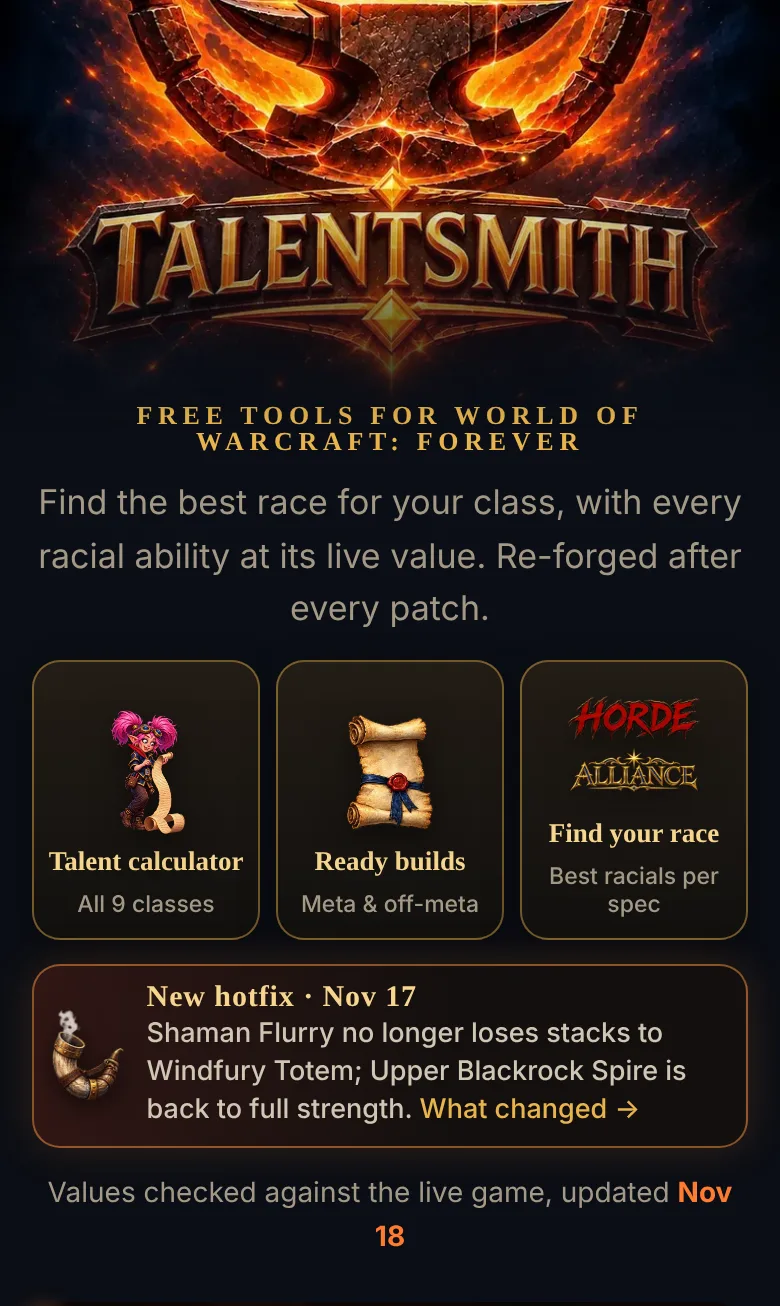 TALENTSMITH
FREE TOOLS FOR WORLD OF
WARCRAFT: FOREVER
Find the best race for your class, with every
racial ability at its live value. Re-forged after
every patch.
Talent calculator
All 9 classes
Ready builds
Meta & off-meta
HORDE
ALLIANCE
Find your race
Best racials per
spec
New hotfix · Nov 17
Shaman Flurry no longer loses stacks to
Windfury Totem; Upper Blackrock Spire is
back to full strength. What changed →
Values checked against the live game, updated Nov
18